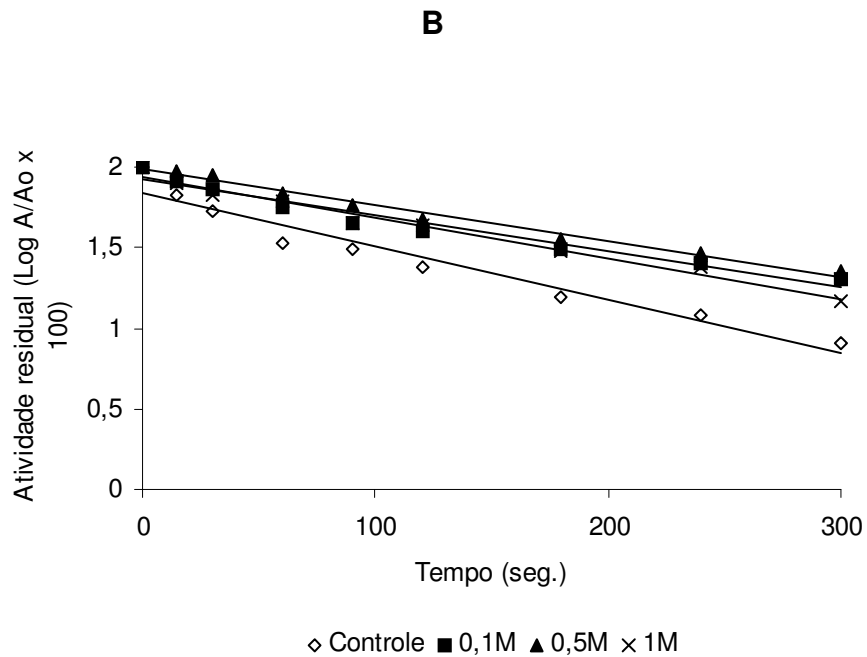 B
Atividade residual (Log A/Ao x
100)
2
1,5
1
0,5
0
0 100 200 300
Tempo (seg.)
Controle 0,1M 0,5M 1M